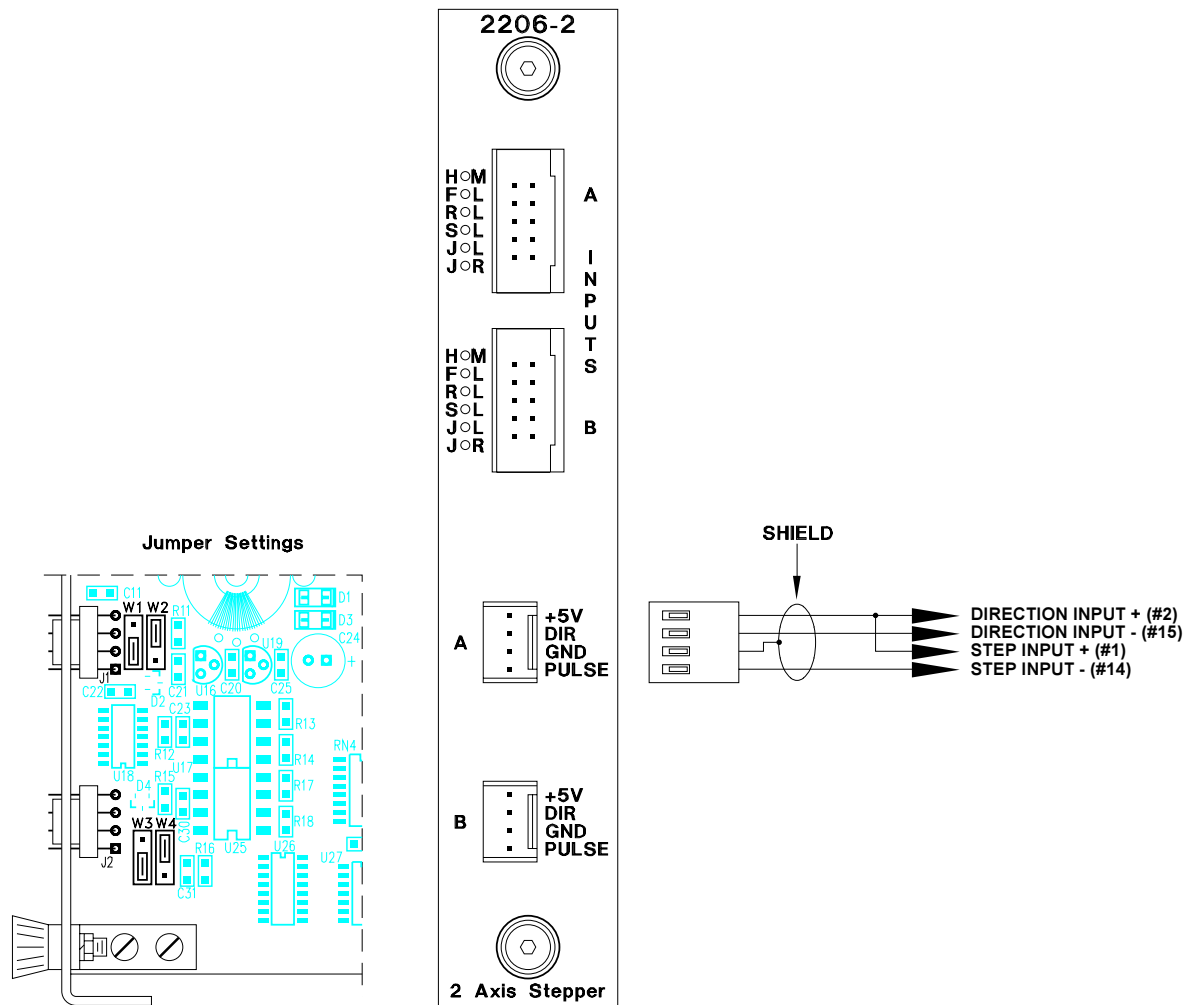 2206-2
H○M
F○L
R○L
S○L
J○L
J○R
A
INPUTS
H○M
F○L
R○L
S○L
J○L
J○R
B
A
+5V
DIR
GND
PULSE
B
+5V
DIR
GND
PULSE
2 Axis Stepper
Jumper Settings
C11
W1
W2
R11
D1
D3
C24
+
U19
J1
C22
C21
U16
C20
C25
D2
C23
R12
U18
U17
R13
R14
RN4
R15
D4
R17
R18
C30
W3
W4
J2
R16
U25
U26
U27
C31
SHIELD
DIRECTION INPUT + (#2)
DIRECTION INPUT - (#15)
STEP INPUT + (#1)
STEP INPUT - (#14)